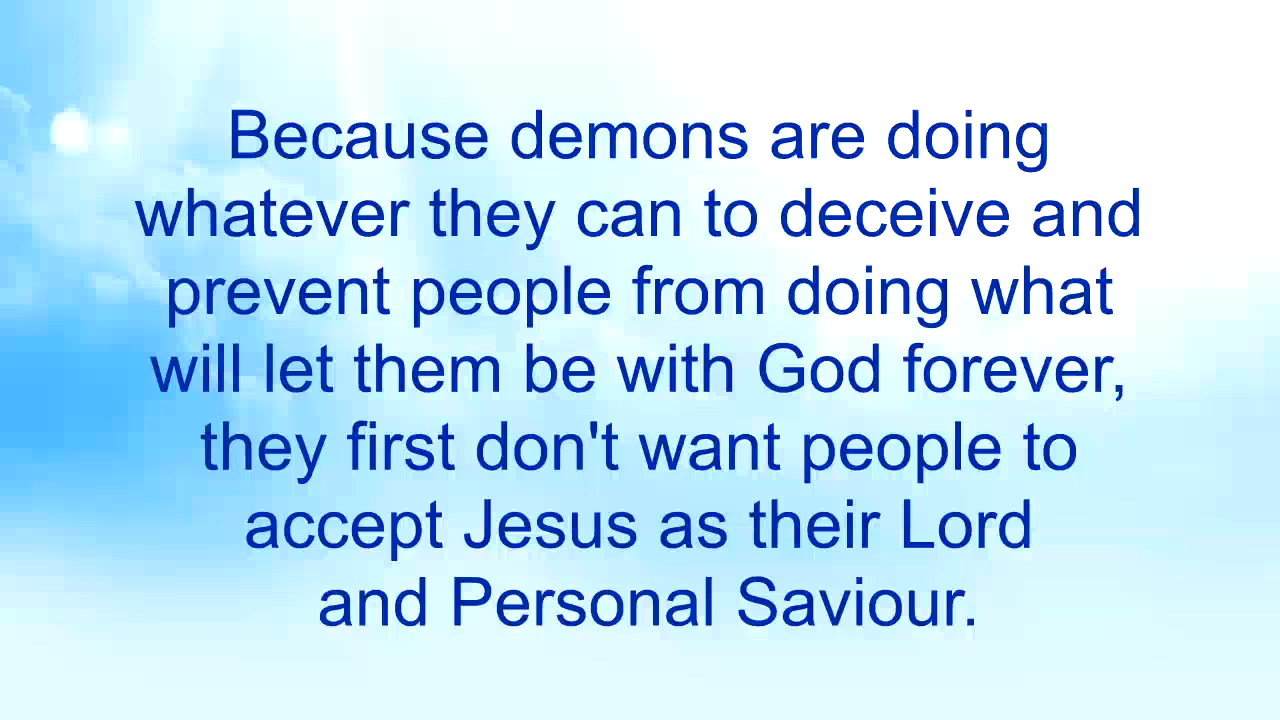 Because demons are doing
whatever they can to deceive and
prevent people from doing what
will let them be with God forever,
they first don't want people to
accept Jesus as their Lord
and Personal Saviour.